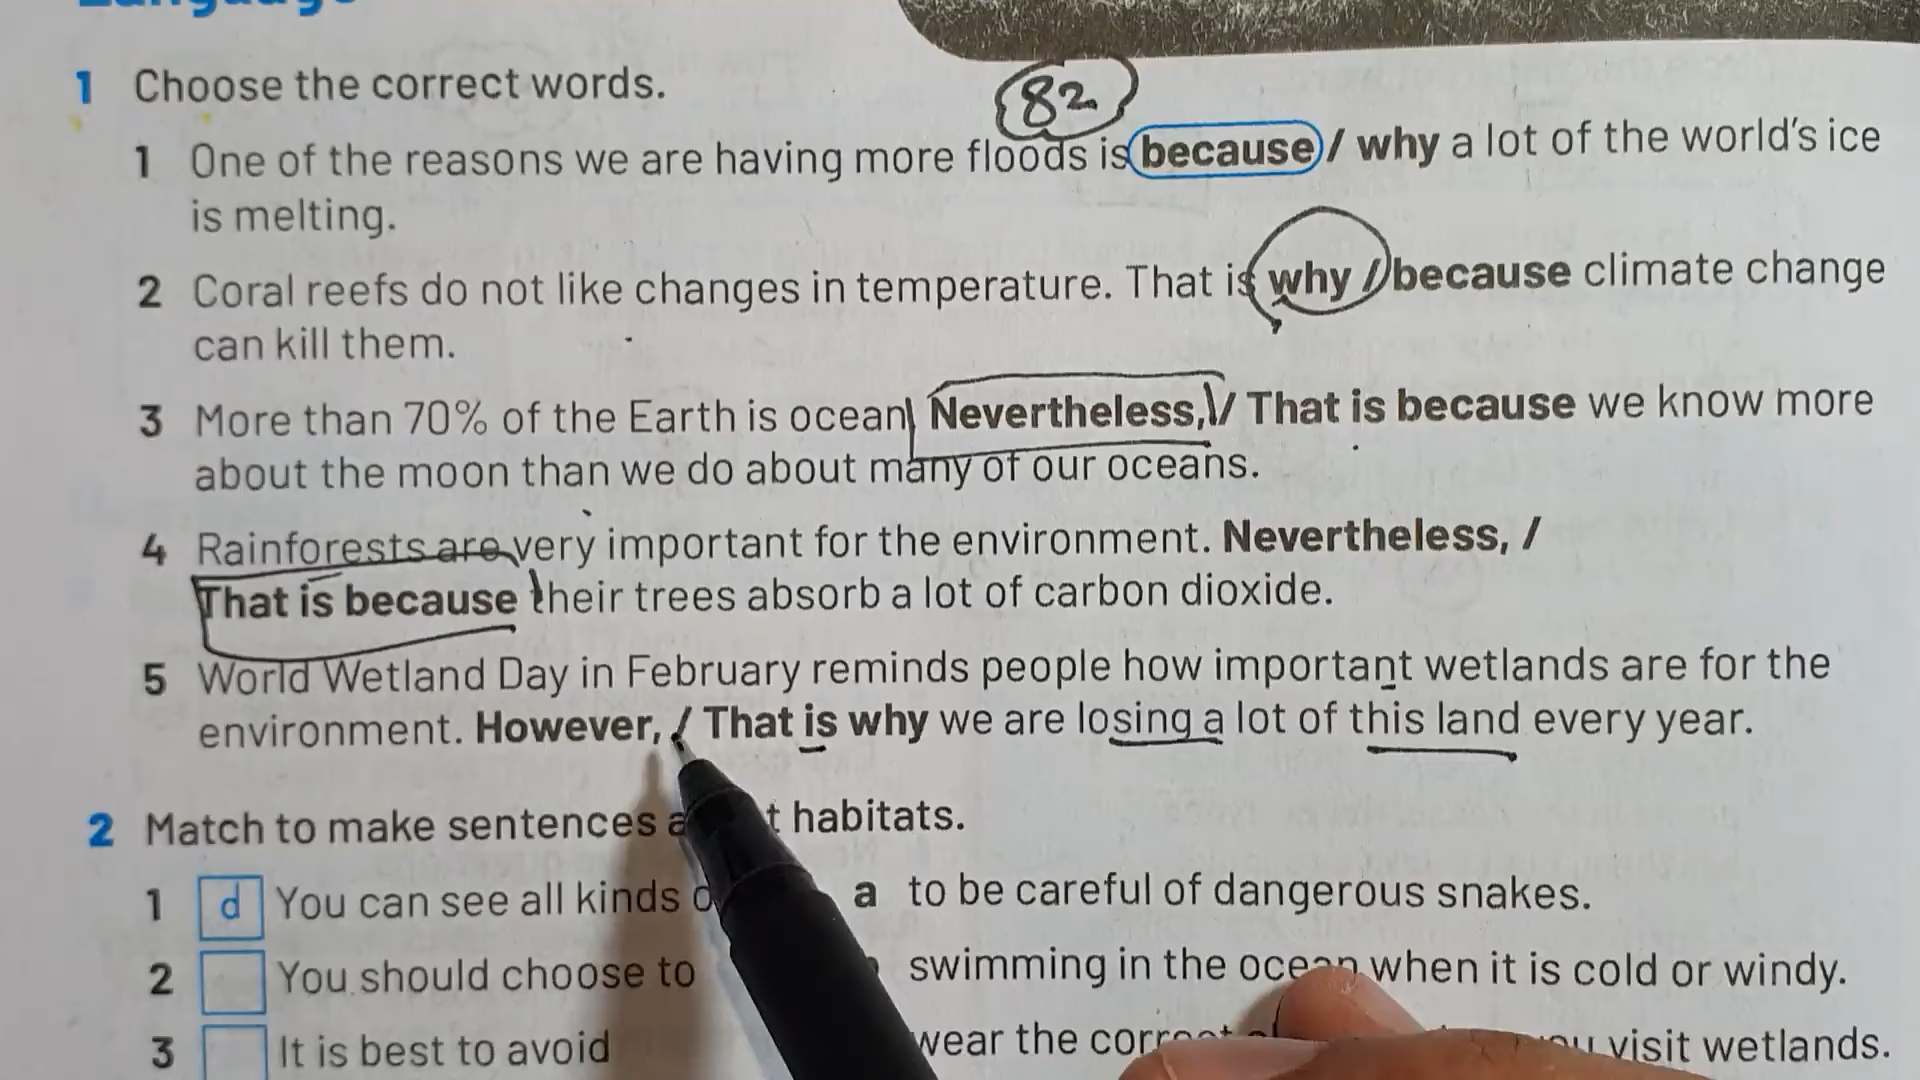 Language
1 Choose the correct words.
82
1 One of the reasons we are having more floods is because / why a lot of the world's ice
is melting.
2 Coral reefs do not like changes in temperature. That is why / because climate change
can kill them.
3 More than 70% of the Earth is ocean. Nevertheless, / That is because we know more
about the moon than we do about many of our oceans.
4 Rainforests are very important for the environment. Nevertheless, /
That is because their trees absorb a lot of carbon dioxide.
5 World Wetland Day in February reminds people how important wetlands are for the
environment. However, / That is why we are losing a lot of this land every year.
2 Match to make sentences habitats.
1 d You can see all kinds a to be careful of dangerous snakes.
2 You should choose to swimming in the ocean when it is cold or windy.
3 It is best to avoid wear the visit wetlands.